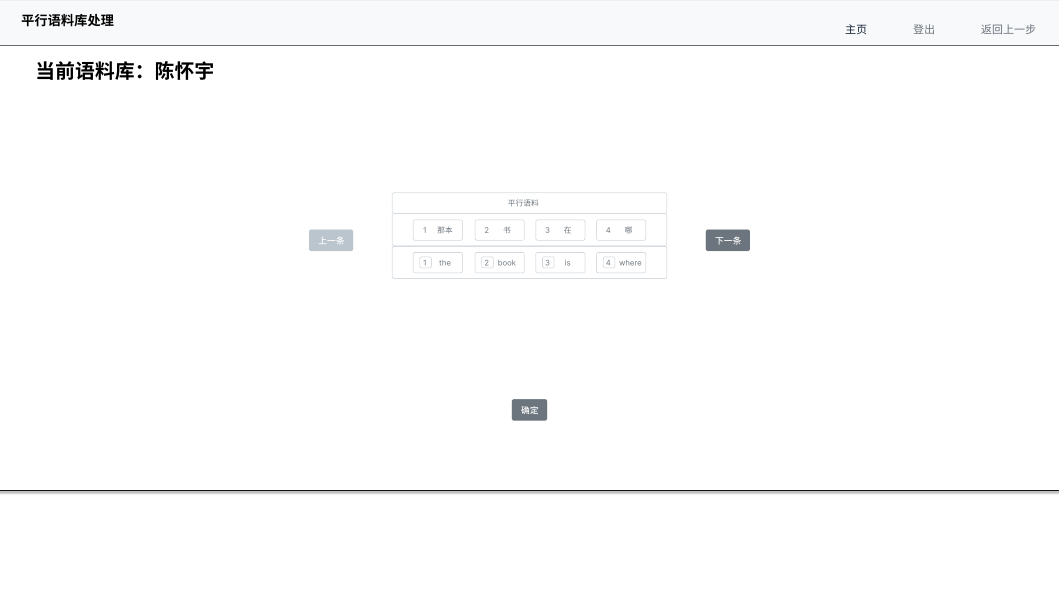 平行语料库处理
主页 登出 返回上一步
当前语料库：陈怀宇
平行语料
1 那本 2 书 3 在 4 哪
上一条 下一条
1 the 2 book 3 is 4 where
确定